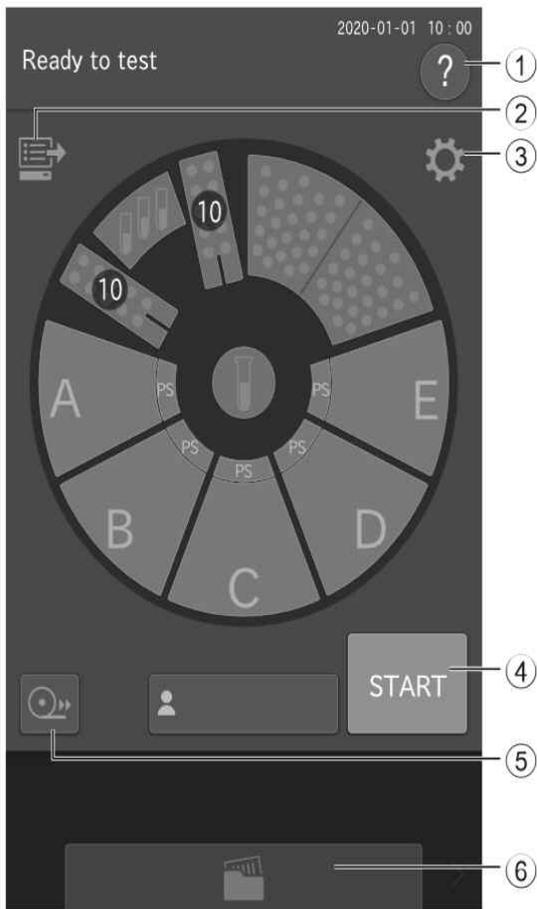 2020-01-01 10:00
Ready to test
?
1
2
3
10
10
A
PS
PS
E
PS
PS
PS
B
D
C
START
4
5
6